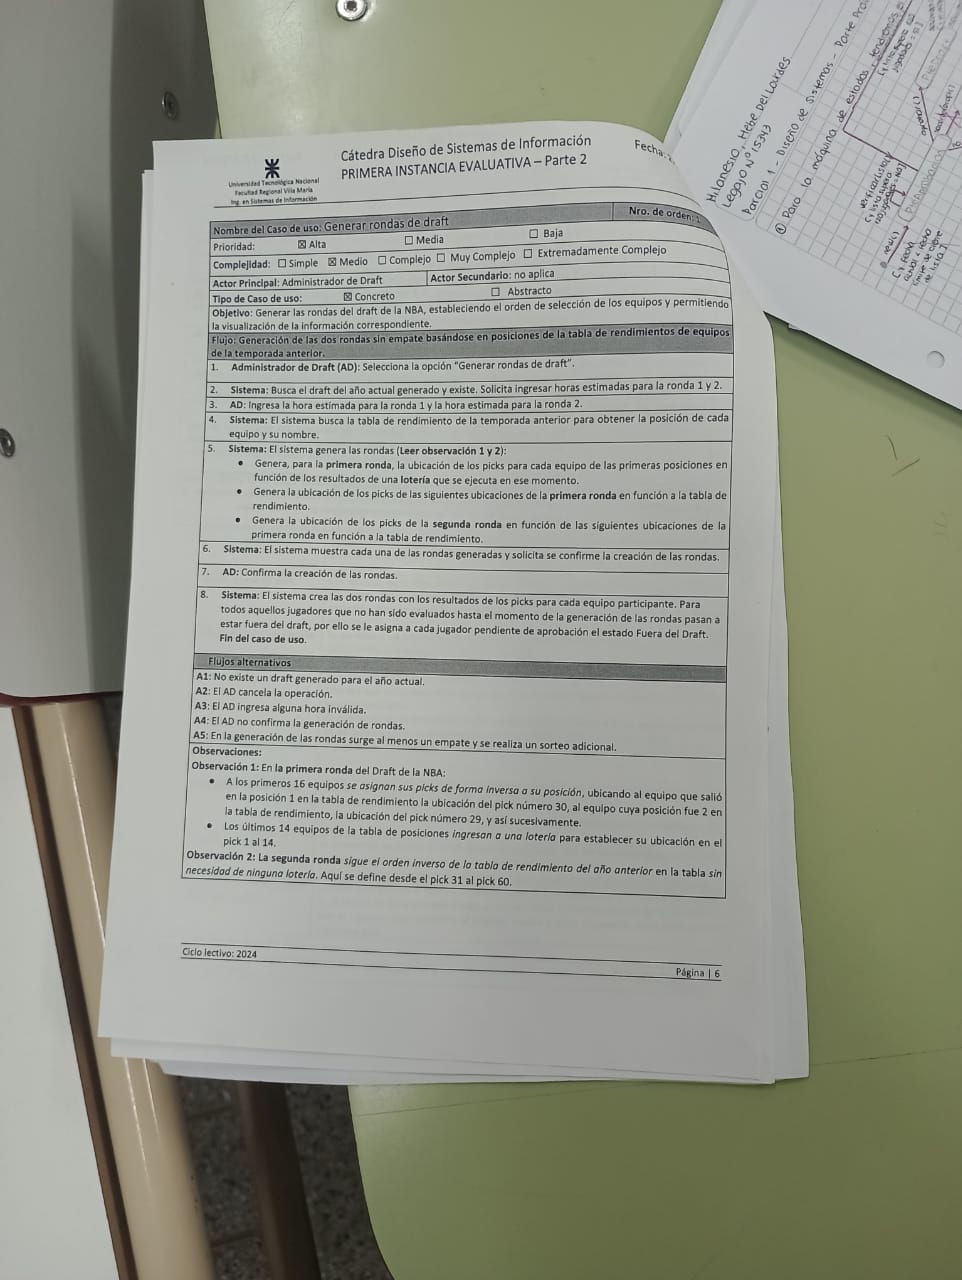 Cátedra Diseño de Sistemas de Información
PRIMERA INSTANCIA EVALUATIVA – Parte 2
Fecha:
Universidad Tecnológica Nacional
Facultad Regional Villa María
Ing. en Sistemas de Información
Nombre del Caso de uso: Generar rondas de draft
Nro. de orden:
Prioridad: ☒ Alta ☐ Media ☐ Baja
Complejidad: ☐ Simple ☒ Medio ☐ Complejo ☐ Muy Complejo ☐ Extremadamente Complejo
Actor Principal: Administrador de Draft Actor Secundario: no aplica
Tipo de Caso de uso: ☒ Concreto ☐ Abstracto
Objetivo: Generar las rondas del draft de la NBA, estableciendo el orden de selección de los equipos y permitiendo
la visualización de la información correspondiente.
Flujo: Generación de las dos rondas sin empate basándose en posiciones de la tabla de rendimientos de equipos
de la temporada anterior.
1. Administrador de Draft (AD): Selecciona la opción “Generar rondas de draft”.
2. Sistema: Busca el draft del año actual generado y existe. Solicita ingresar horas estimadas para la ronda 1 y 2.
3. AD: Ingresa la hora estimada para la ronda 1 y la hora estimada para la ronda 2.
4. Sistema: El sistema busca la tabla de rendimiento de la temporada anterior para obtener la posición de cada
equipo y su nombre.
5. Sistema: El sistema genera las rondas (Leer observación 1 y 2):
• Genera, para la primera ronda, la ubicación de los picks para cada equipo de las primeras posiciones en
función de los resultados de una lotería que se ejecuta en ese momento.
• Genera la ubicación de los picks de las siguientes ubicaciones de la primera ronda en función a la tabla de
rendimiento.
• Genera la ubicación de los picks de la segunda ronda en función de las siguientes ubicaciones de la
primera ronda en función a la tabla de rendimiento.
6. Sistema: El sistema muestra cada una de las rondas generadas y solicita se confirme la creación de las rondas.
7. AD: Confirma la creación de las rondas.
8. Sistema: El sistema crea las dos rondas con los resultados de los picks para cada equipo participante. Para
todos aquellos jugadores que no han sido evaluados hasta el momento de la generación de las rondas pasan a
estar fuera del draft, por ello se le asigna a cada jugador pendiente de aprobación el estado Fuera del Draft.
Fin del caso de uso.
Flujos alternativos
A1: No existe un draft generado para el año actual.
A2: El AD cancela la operación.
A3: El AD ingresa alguna hora inválida.
A4: El AD no confirma la generación de rondas.
A5: En la generación de las rondas surge al menos un empate y se realiza un sorteo adicional.
Observaciones:
Observación 1: En la primera ronda del Draft de la NBA:
• A los primeros 16 equipos se asignan sus picks de forma inversa a su posición, ubicando al equipo que salió
en la posición 1 en la tabla de rendimiento la ubicación del pick número 30, al equipo cuya posición fue 2 en
la tabla de rendimiento, la ubicación del pick número 29, y así sucesivamente.
• Los últimos 14 equipos de la tabla de posiciones ingresan a una lotería para establecer su ubicación en el
pick 1 al 14.
Observación 2: La segunda ronda sigue el orden inverso de la tabla de rendimiento del año anterior en la tabla sin
necesidad de ninguna lotería. Aquí se define desde el pick 31 al pick 60.
Ciclo lectivo: 2024
Página | 6
Milanesio, Hebe Del Lourdes
Legajo N° 15343
Parcial 1 - Diseño de Sistemas - Parte
① Para la máquina de estados, tendremos